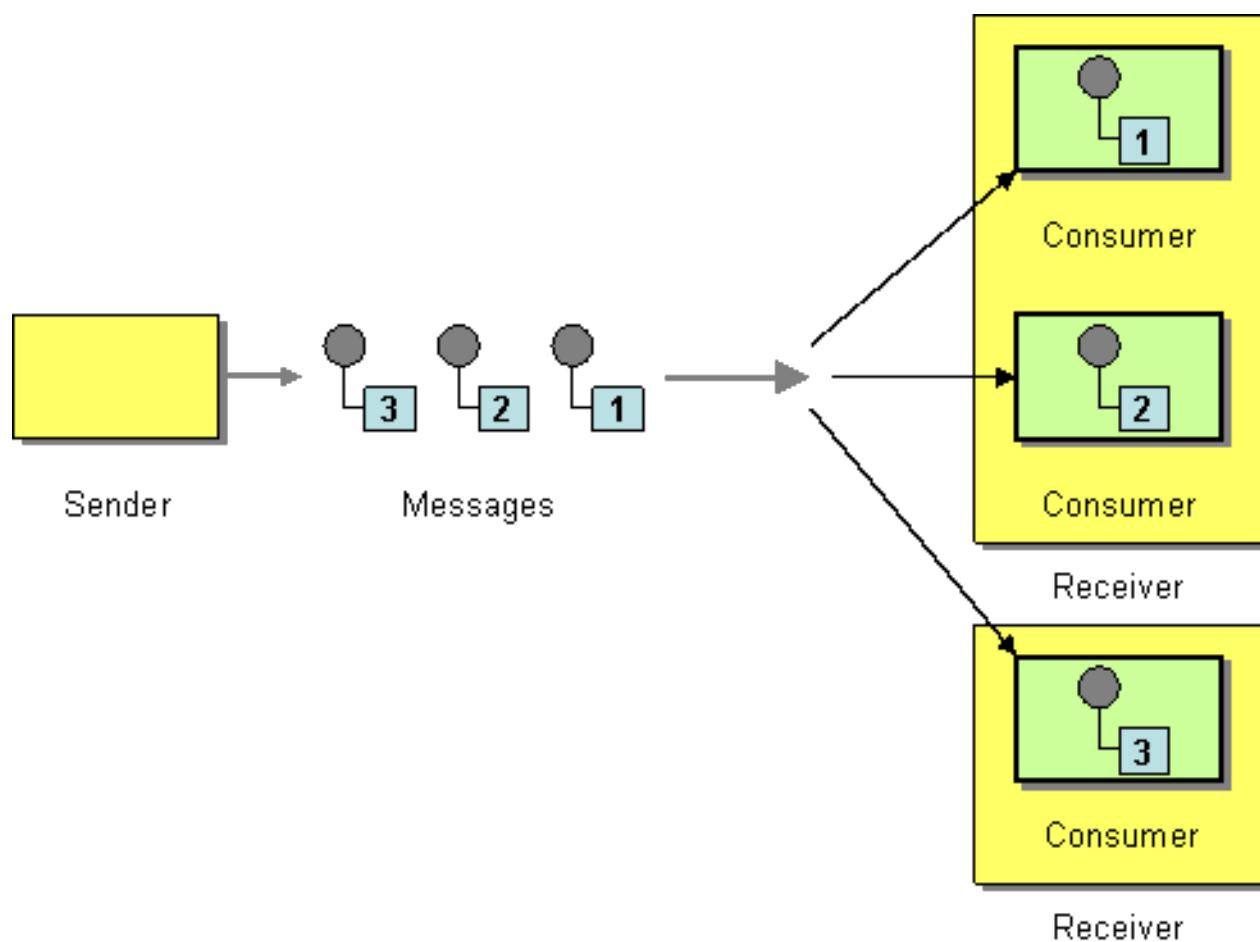 1
Consumer
3 2 1
2
Sender
Messages
Consumer
Receiver
3
Consumer
Receiver